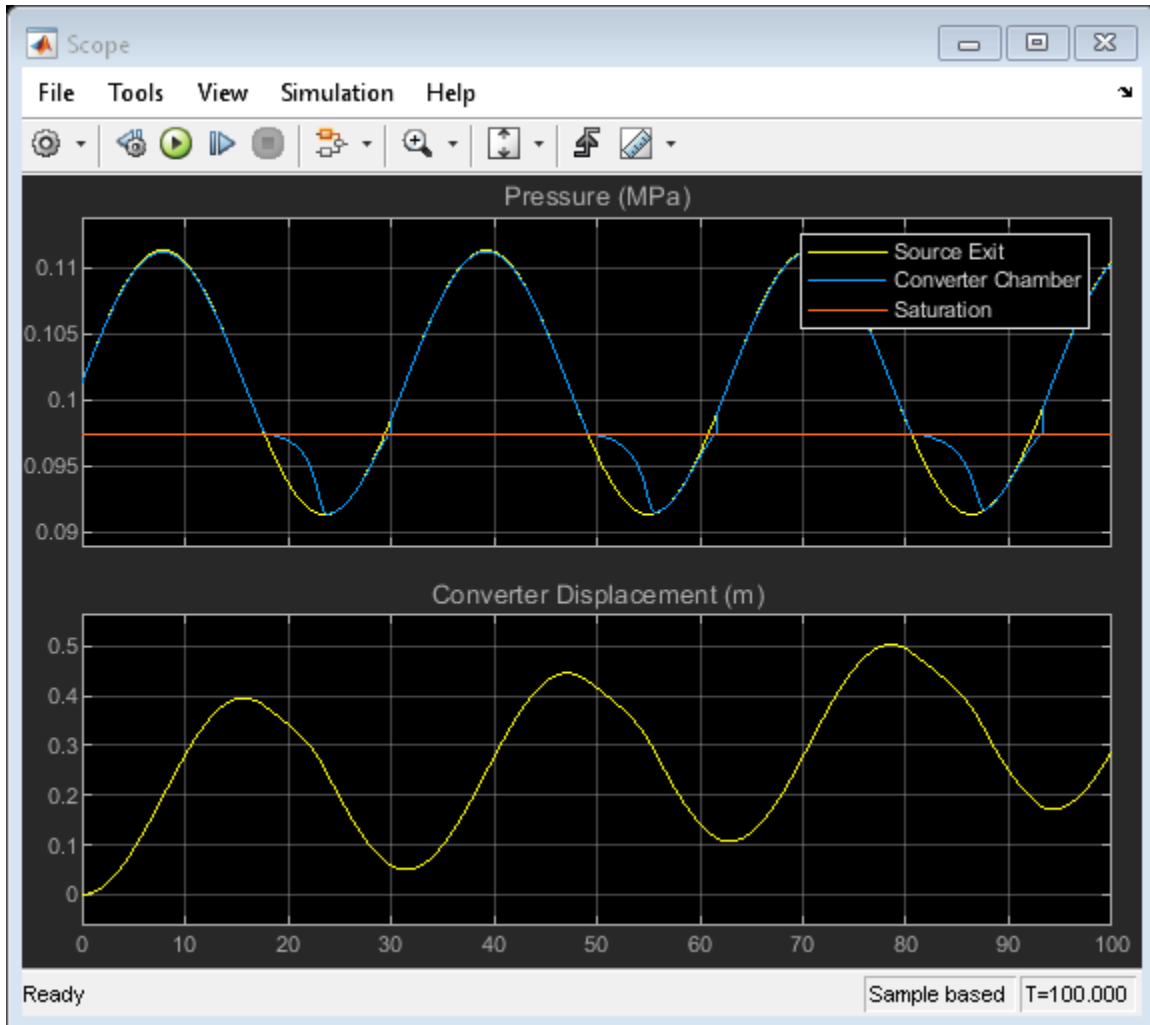 Scope
File Tools View Simulation Help
Pressure (MPa)
Source Exit
Converter Chamber
Saturation
0.11
0.105
0.1
0.095
0.09
Converter Displacement (m)
0.5
0.4
0.3
0.2
0.1
0
0 10 20 30 40 50 60 70 80 90 100
Ready Sample based T=100.000